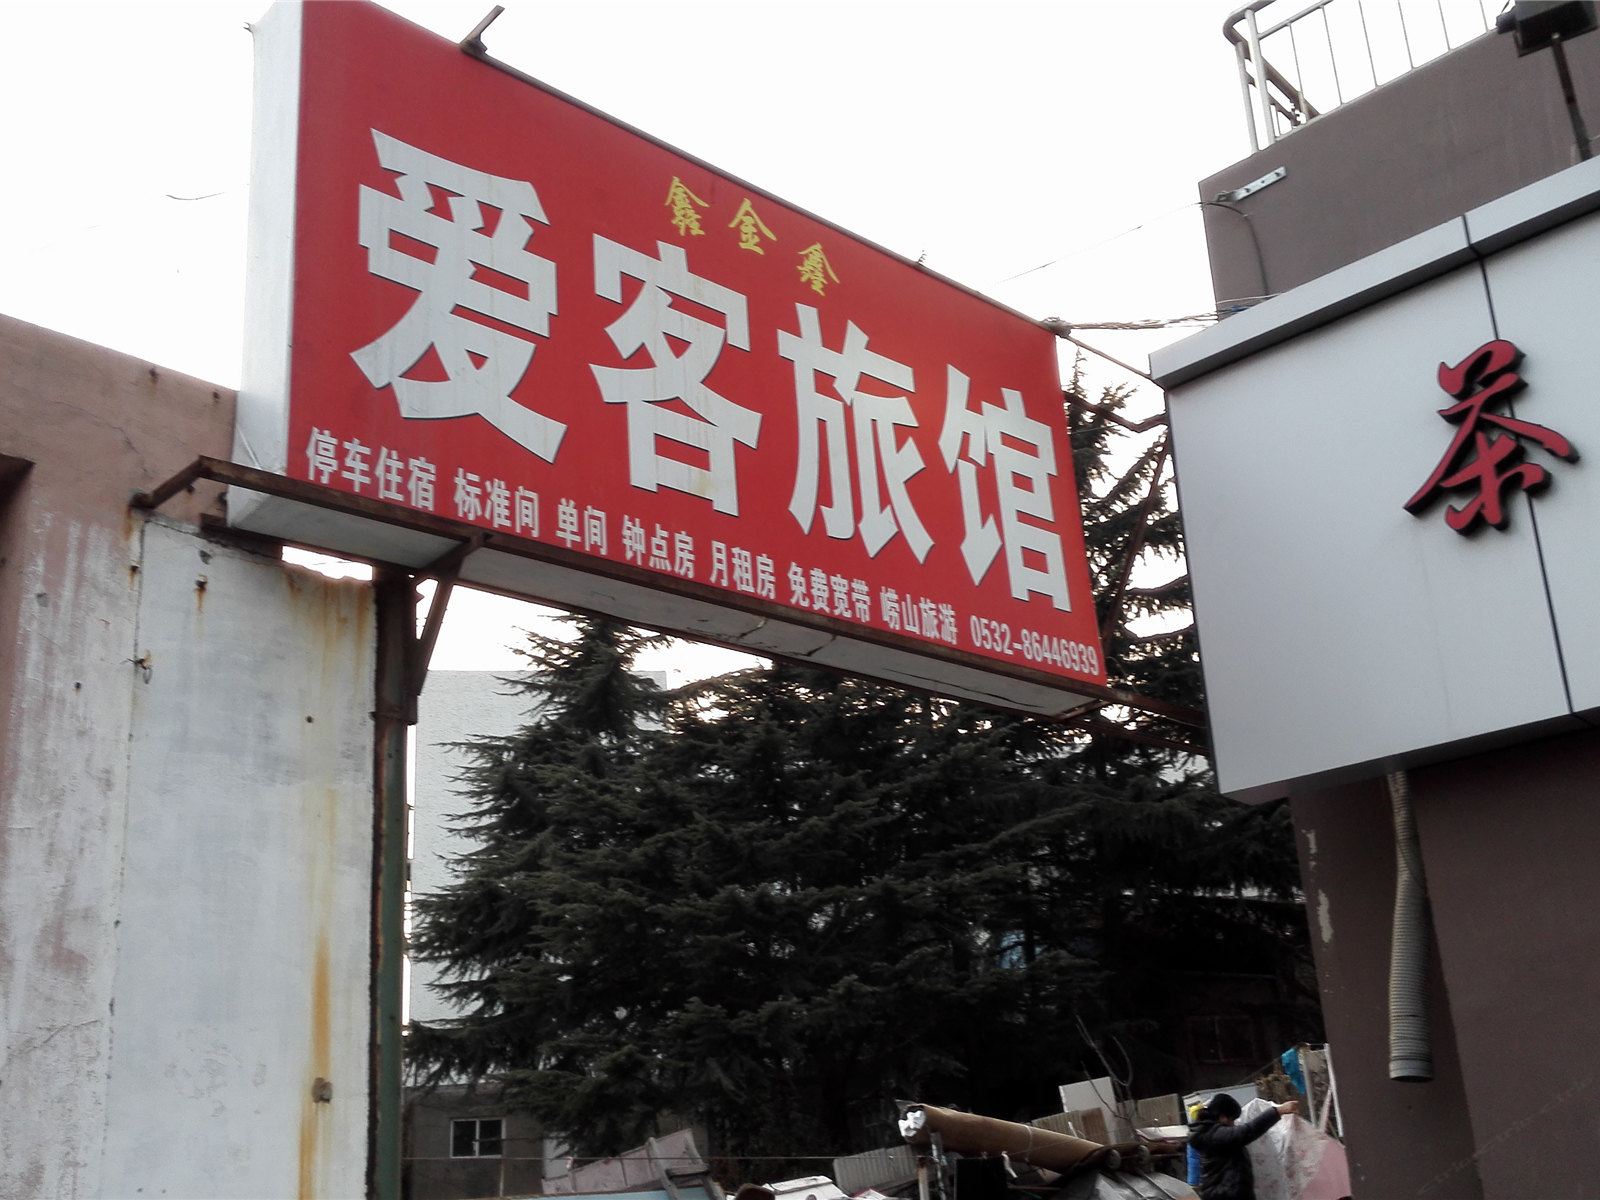 鑫金鑫
爱客旅馆
停车住宿 标准间 单间 钟点房 月租房 免费宽带 崂山旅游 0532-86446939
茶